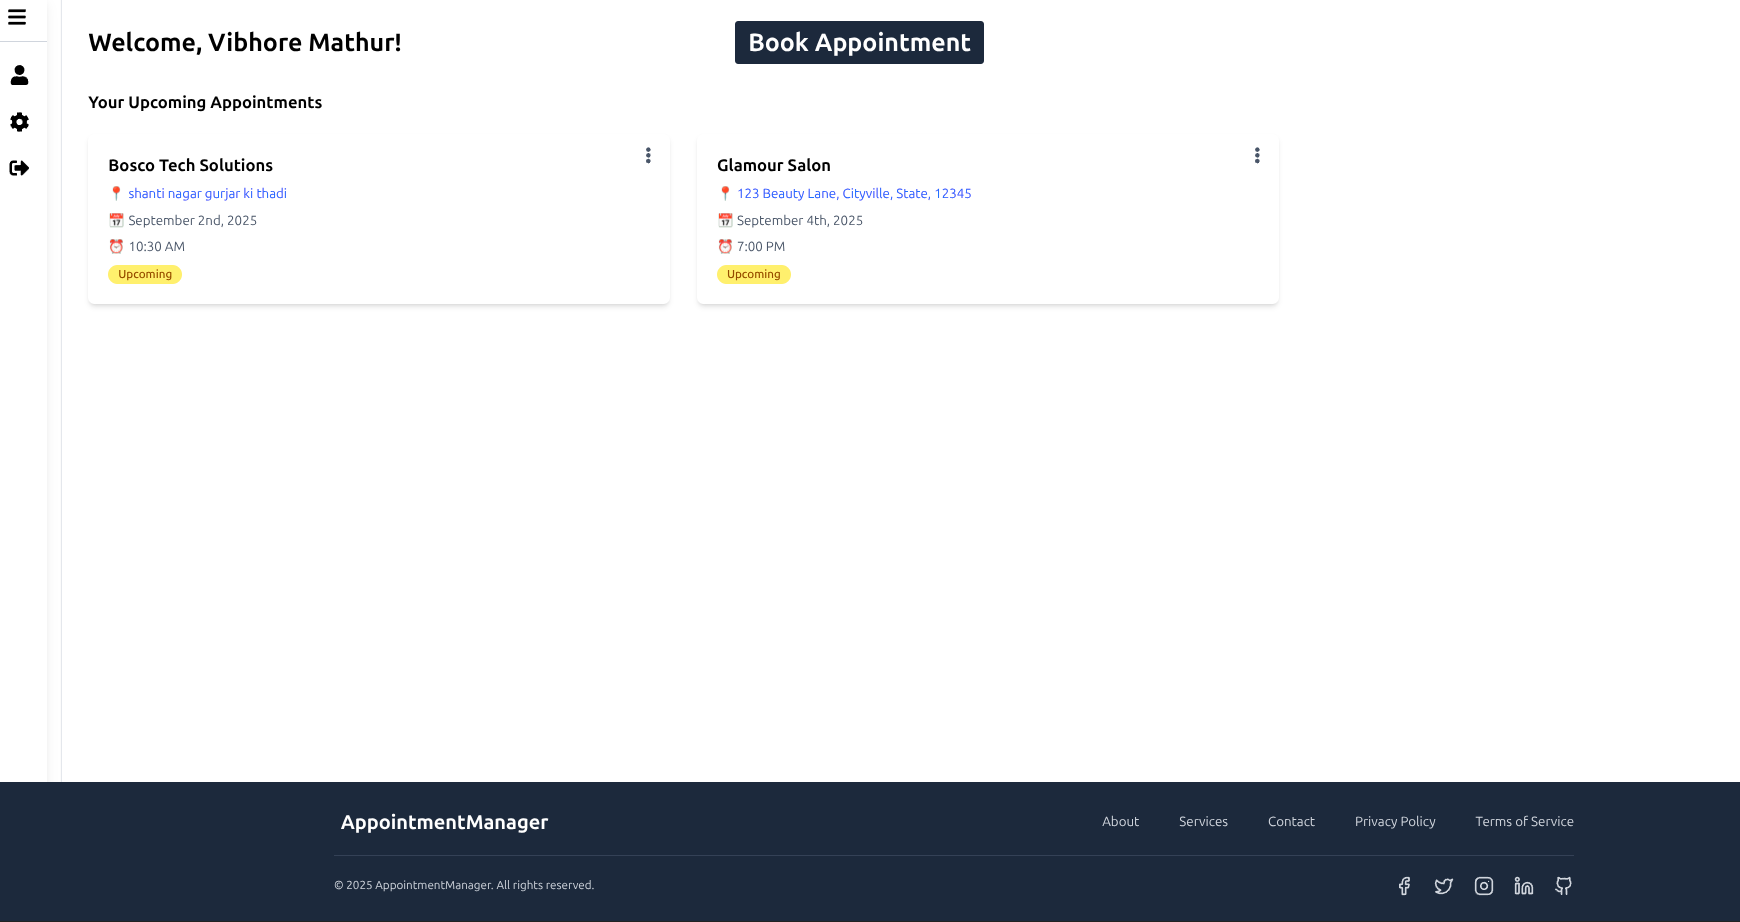 Welcome, Vibhore Mathur!
Book Appointment
Your Upcoming Appointments
Bosco Tech Solutions
shanti nagar gurjar ki thadi
September 2nd, 2025
10:30 AM
Upcoming
Glamour Salon
123 Beauty Lane, Cityville, State, 12345
September 4th, 2025
7:00 PM
Upcoming
AppointmentManager
About
Services
Contact
Privacy Policy
Terms of Service
© 2025 AppointmentManager. All rights reserved.